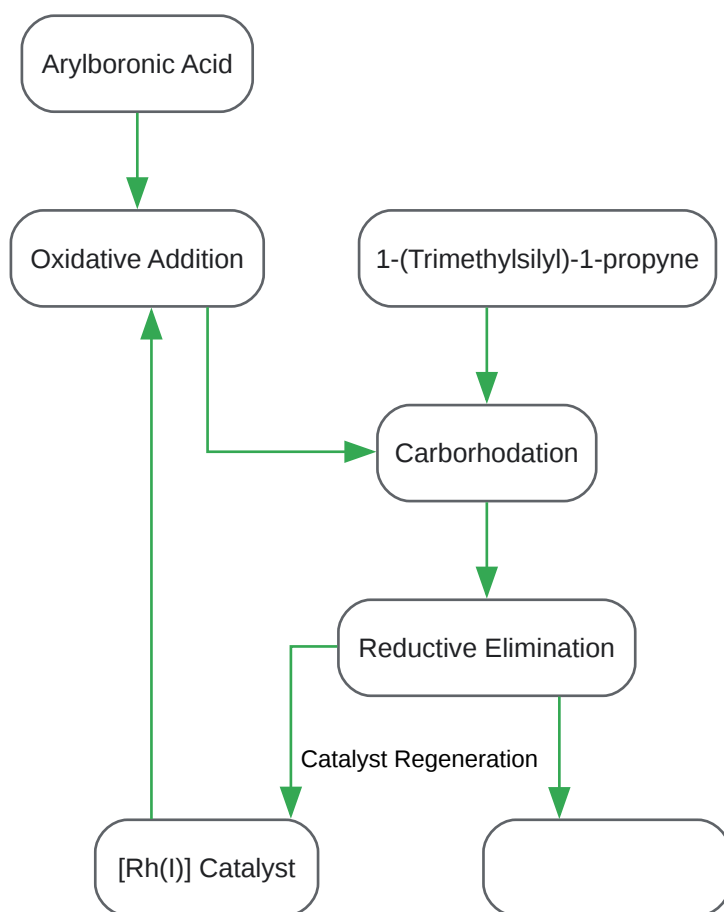 Arylboronic Acid
Oxidative Addition
1-(Trimethylsilyl)-1-propyne
Carborhodation
Reductive Elimination
Catalyst Regeneration
[Rh(I)] Catalyst